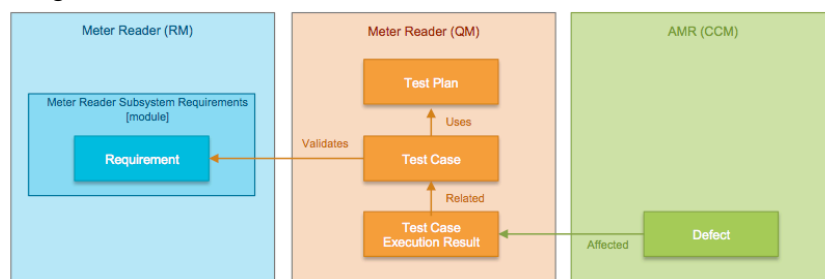 Meter Reader (RM)
Meter Reader (QM)
AMR (CCM)
Test Plan
Meter Reader Subsystem Requirements
[module]
Uses
Requirement
Validates
Test Case
Related
Test Case
Execution Result
Affected
Defect